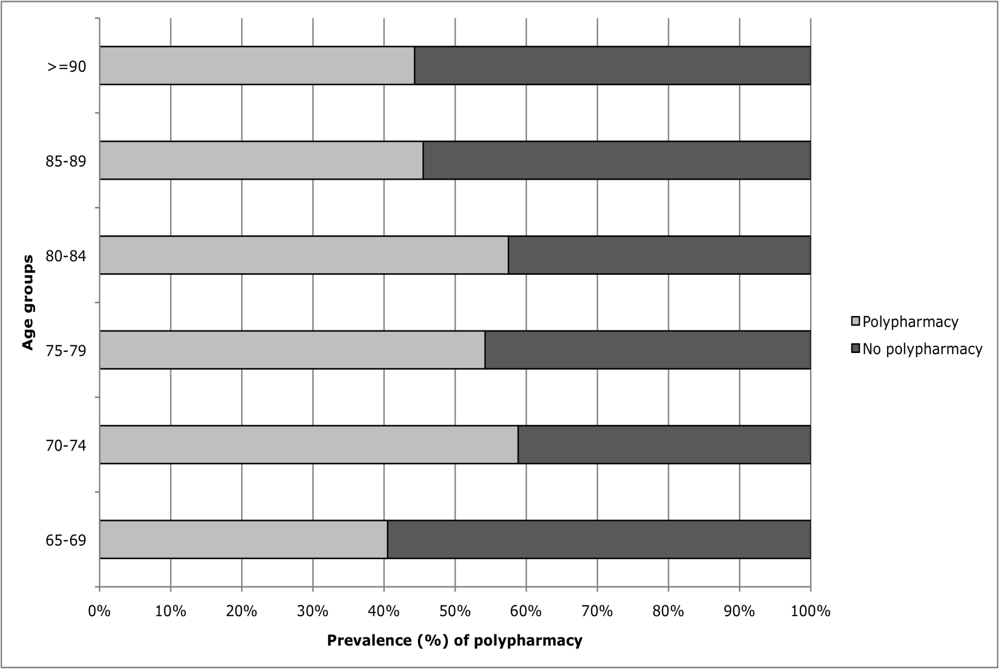 >=90
85-89
80-84
75-79
70-74
65-69
Age groups
0% 10% 20% 30% 40% 50% 60% 70% 80% 90% 100%
Prevalence (%) of polypharmacy
Polypharmacy
No polypharmacy